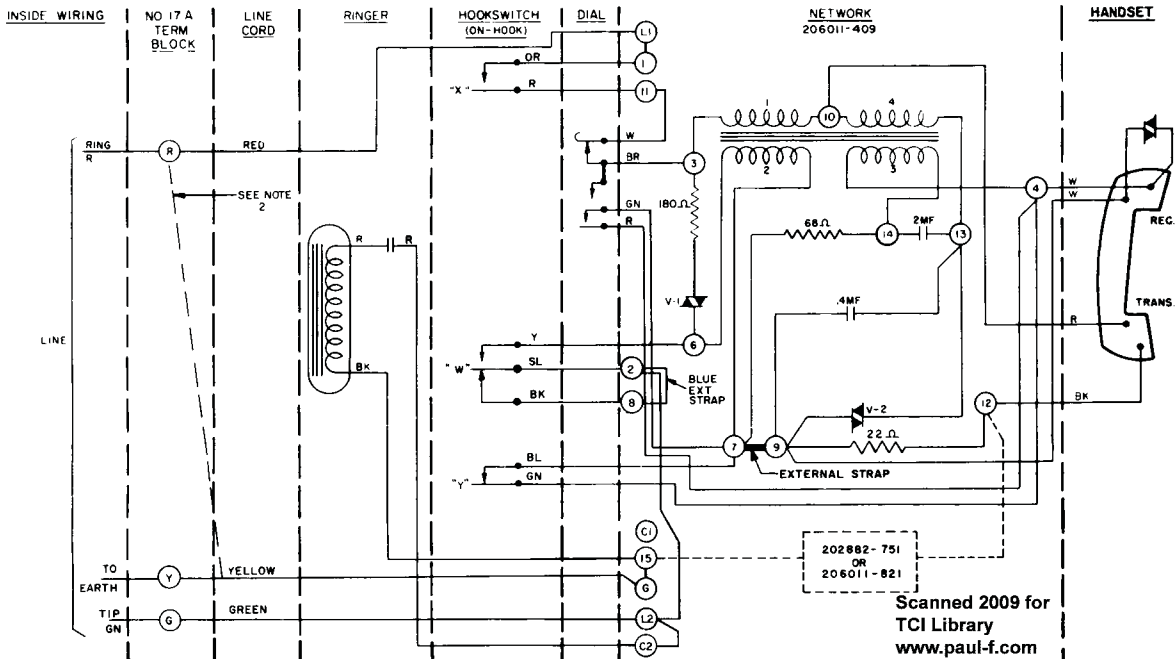 INSIDE WIRING
NO 17 A
TERM
BLOCK
LINE
CORD
RINGER
HOOKSWITCH
(ON-HOOK)
DIAL
NETWORK
206011-409
HANDSET
L1
OR
1
"X"
R
11
1
10
4
C
W
RING
R
R
RED
BR
3
2
3
4
W
W
SEE NOTE
2
GN
R
180Ω
68Ω
14
2MF
13
REC.
R
R
V-1
.4MF
TRANS.
R
LINE
Y
6
"W"
SL
2
BLUE
EXT
STRAP
BK
BK
8
V-2
12
BK
7
9
22 Ω
BL
EXTERNAL STRAP
"Y"
GN
C1
15
202882-751
OR
206011-821
TO
EARTH
Y
YELLOW
G
TIP
GN
G
GREEN
L2
C2
Scanned 2009 for
TCI Library
www.paul-f.com